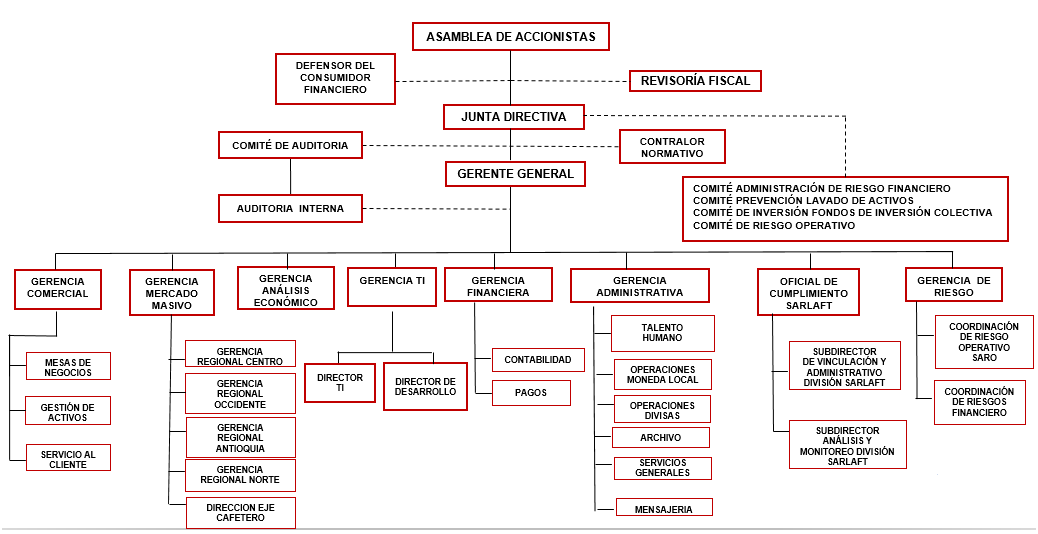 ASAMBLEA DE ACCIONISTAS
DEFENSOR DEL
CONSUMIDOR
FINANCIERO
REVISORÍA FISCAL
JUNTA DIRECTIVA
COMITÉ DE AUDITORIA
CONTRALOR
NORMATIVO
GERENTE GENERAL
AUDITORIA INTERNA
COMITÉ ADMINISTRACIÓN DE RIESGO FINANCIERO
COMITÉ PREVENCIÓN LAVADO DE ACTIVOS
COMITÉ DE INVERSIÓN FONDOS DE INVERSIÓN COLECTIVA
COMITÉ DE RIESGO OPERATIVO
GERENCIA
COMERCIAL
GERENCIA
MERCADO
MASIVO
GERENCIA
ANÁLISIS
ECONÓMICO
GERENCIA TI
GERENCIA
FINANCIERA
GERENCIA
ADMINISTRATIVA
OFICIAL DE
CUMPLIMIENTO
SARLAFT
GERENCIA DE
RIESGO
MESAS DE
NEGOCIOS
GESTIÓN DE
ACTIVOS
SERVICIO AL
CLIENTE
GERENCIA
REGIONAL CENTRO
GERENCIA
REGIONAL
OCCIDENTE
GERENCIA
REGIONAL
ANTIOQUIA
GERENCIA
REGIONAL NORTE
DIRECCION EJE
CAFETERO
DIRECTOR
TI
DIRECTOR DE
DESARROLLO
CONTABILIDAD
PAGOS
TALENTO
HUMANO
OPERACIONES
MONEDA LOCAL
OPERACIONES
DIVISAS
ARCHIVO
SERVICIOS
GENERALES
MENSAJERIA
SUBDIRECTOR
DE VINCULACIÓN Y
ADMINISTRATIVO
DIVISIÓN SARLAFT
SUBDIRECTOR
ANÁLISIS Y
MONITOREO DIVISIÓN
SARLAFT
COORDINACIÓN
DE RIESGO
OPERATIVO
SARO
COORDINACIÓN
DE RIESGOS
FINANCIERO